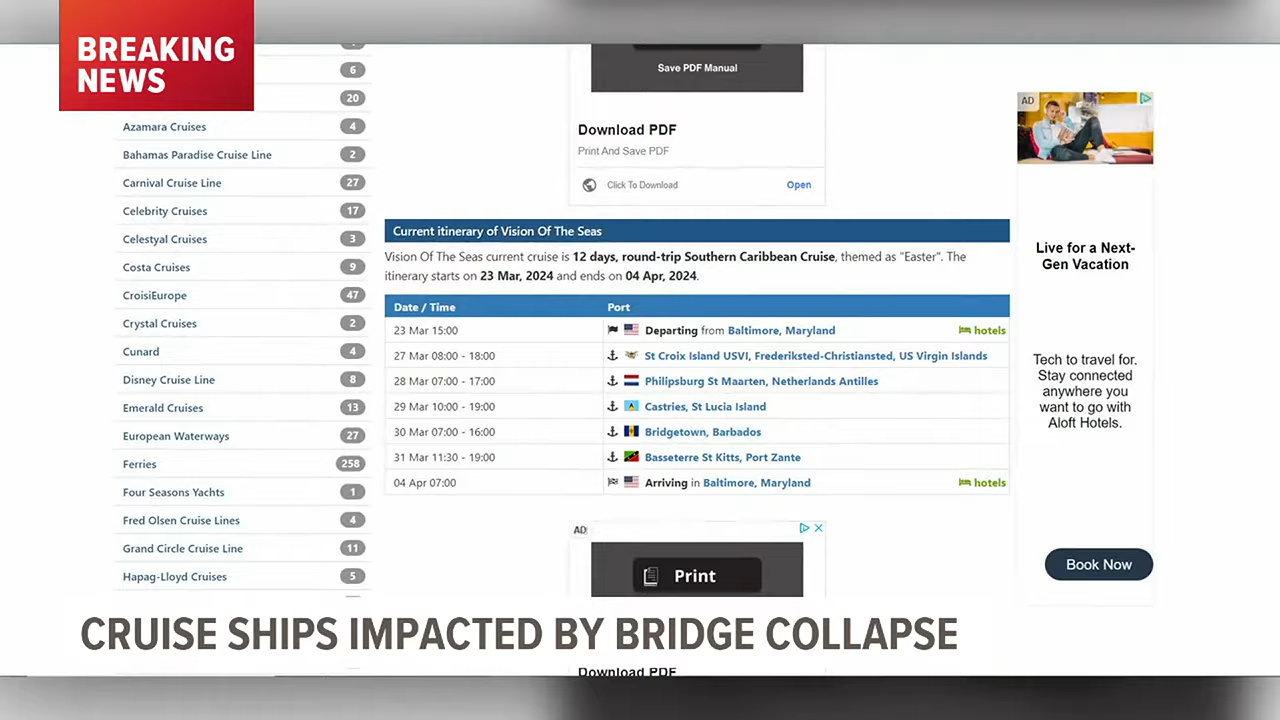 BREAKING
NEWS
6
20
Azamara Cruises 4
Bahamas Paradise Cruise Line 2
Carnival Cruise Line 27
Celebrity Cruises 17
Celestyal Cruises 3
Costa Cruises 9
CroisiEurope 47
Crystal Cruises 2
Cunard 4
Disney Cruise Line 8
Emerald Cruises 13
European Waterways 27
Ferries 258
Four Seasons Yachts 1
Fred Olsen Cruise Lines 4
Grand Circle Cruise Line 11
Hapag-Lloyd Cruises 5
Save PDF Manual
Download PDF
Print And Save PDF
Click To Download Open
Current itinerary of Vision Of The Seas
Vision Of The Seas current cruise is 12 days, round-trip Southern Caribbean Cruise, themed as "Easter". The
itinerary starts on 23 Mar, 2024 and ends on 04 Apr, 2024.
Date / Time Port
23 Mar 15:00 Departing from Baltimore, Maryland hotels
27 Mar 08:00 - 18:00 St Croix Island USVI, Frederiksted-Christiansted, US Virgin Islands
28 Mar 07:00 - 17:00 Philipsburg St Maarten, Netherlands Antilles
29 Mar 10:00 - 19:00 Castries, St Lucia Island
30 Mar 07:00 - 16:00 Bridgetown, Barbados
31 Mar 11:30 - 19:00 Basseterre St Kitts, Port Zante
04 Apr 07:00 Arriving in Baltimore, Maryland hotels
AD
Print
Download PDF
AD
Live for a Next-
Gen Vacation
Tech to travel for.
Stay connected
anywhere you
want to go with
Aloft Hotels.
Book Now
CRUISE SHIPS IMPACTED BY BRIDGE COLLAPSE